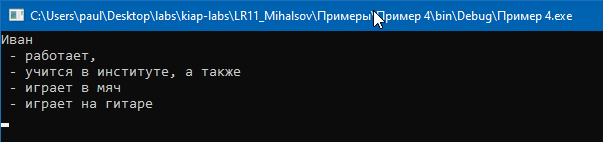 C:\Users\paul\Desktop\labs\kiap-labs\LR11_Mihalsov\Примеры\Пример 4\bin\Debug\Пример 4.exe
Иван
- работает,
- учится в институте, а также
- играет в мяч
- играет на гитаре